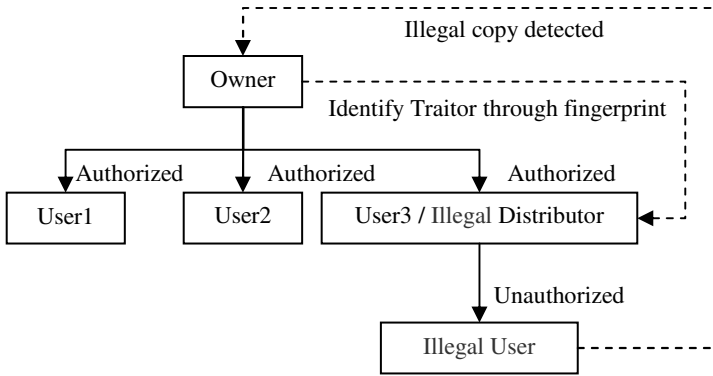 Illegal copy detected
Owner
Identify Traitor through fingerprint
Authorized
Authorized
Authorized
User1
User2
User3 / Illegal Distributor
Unauthorized
Illegal User